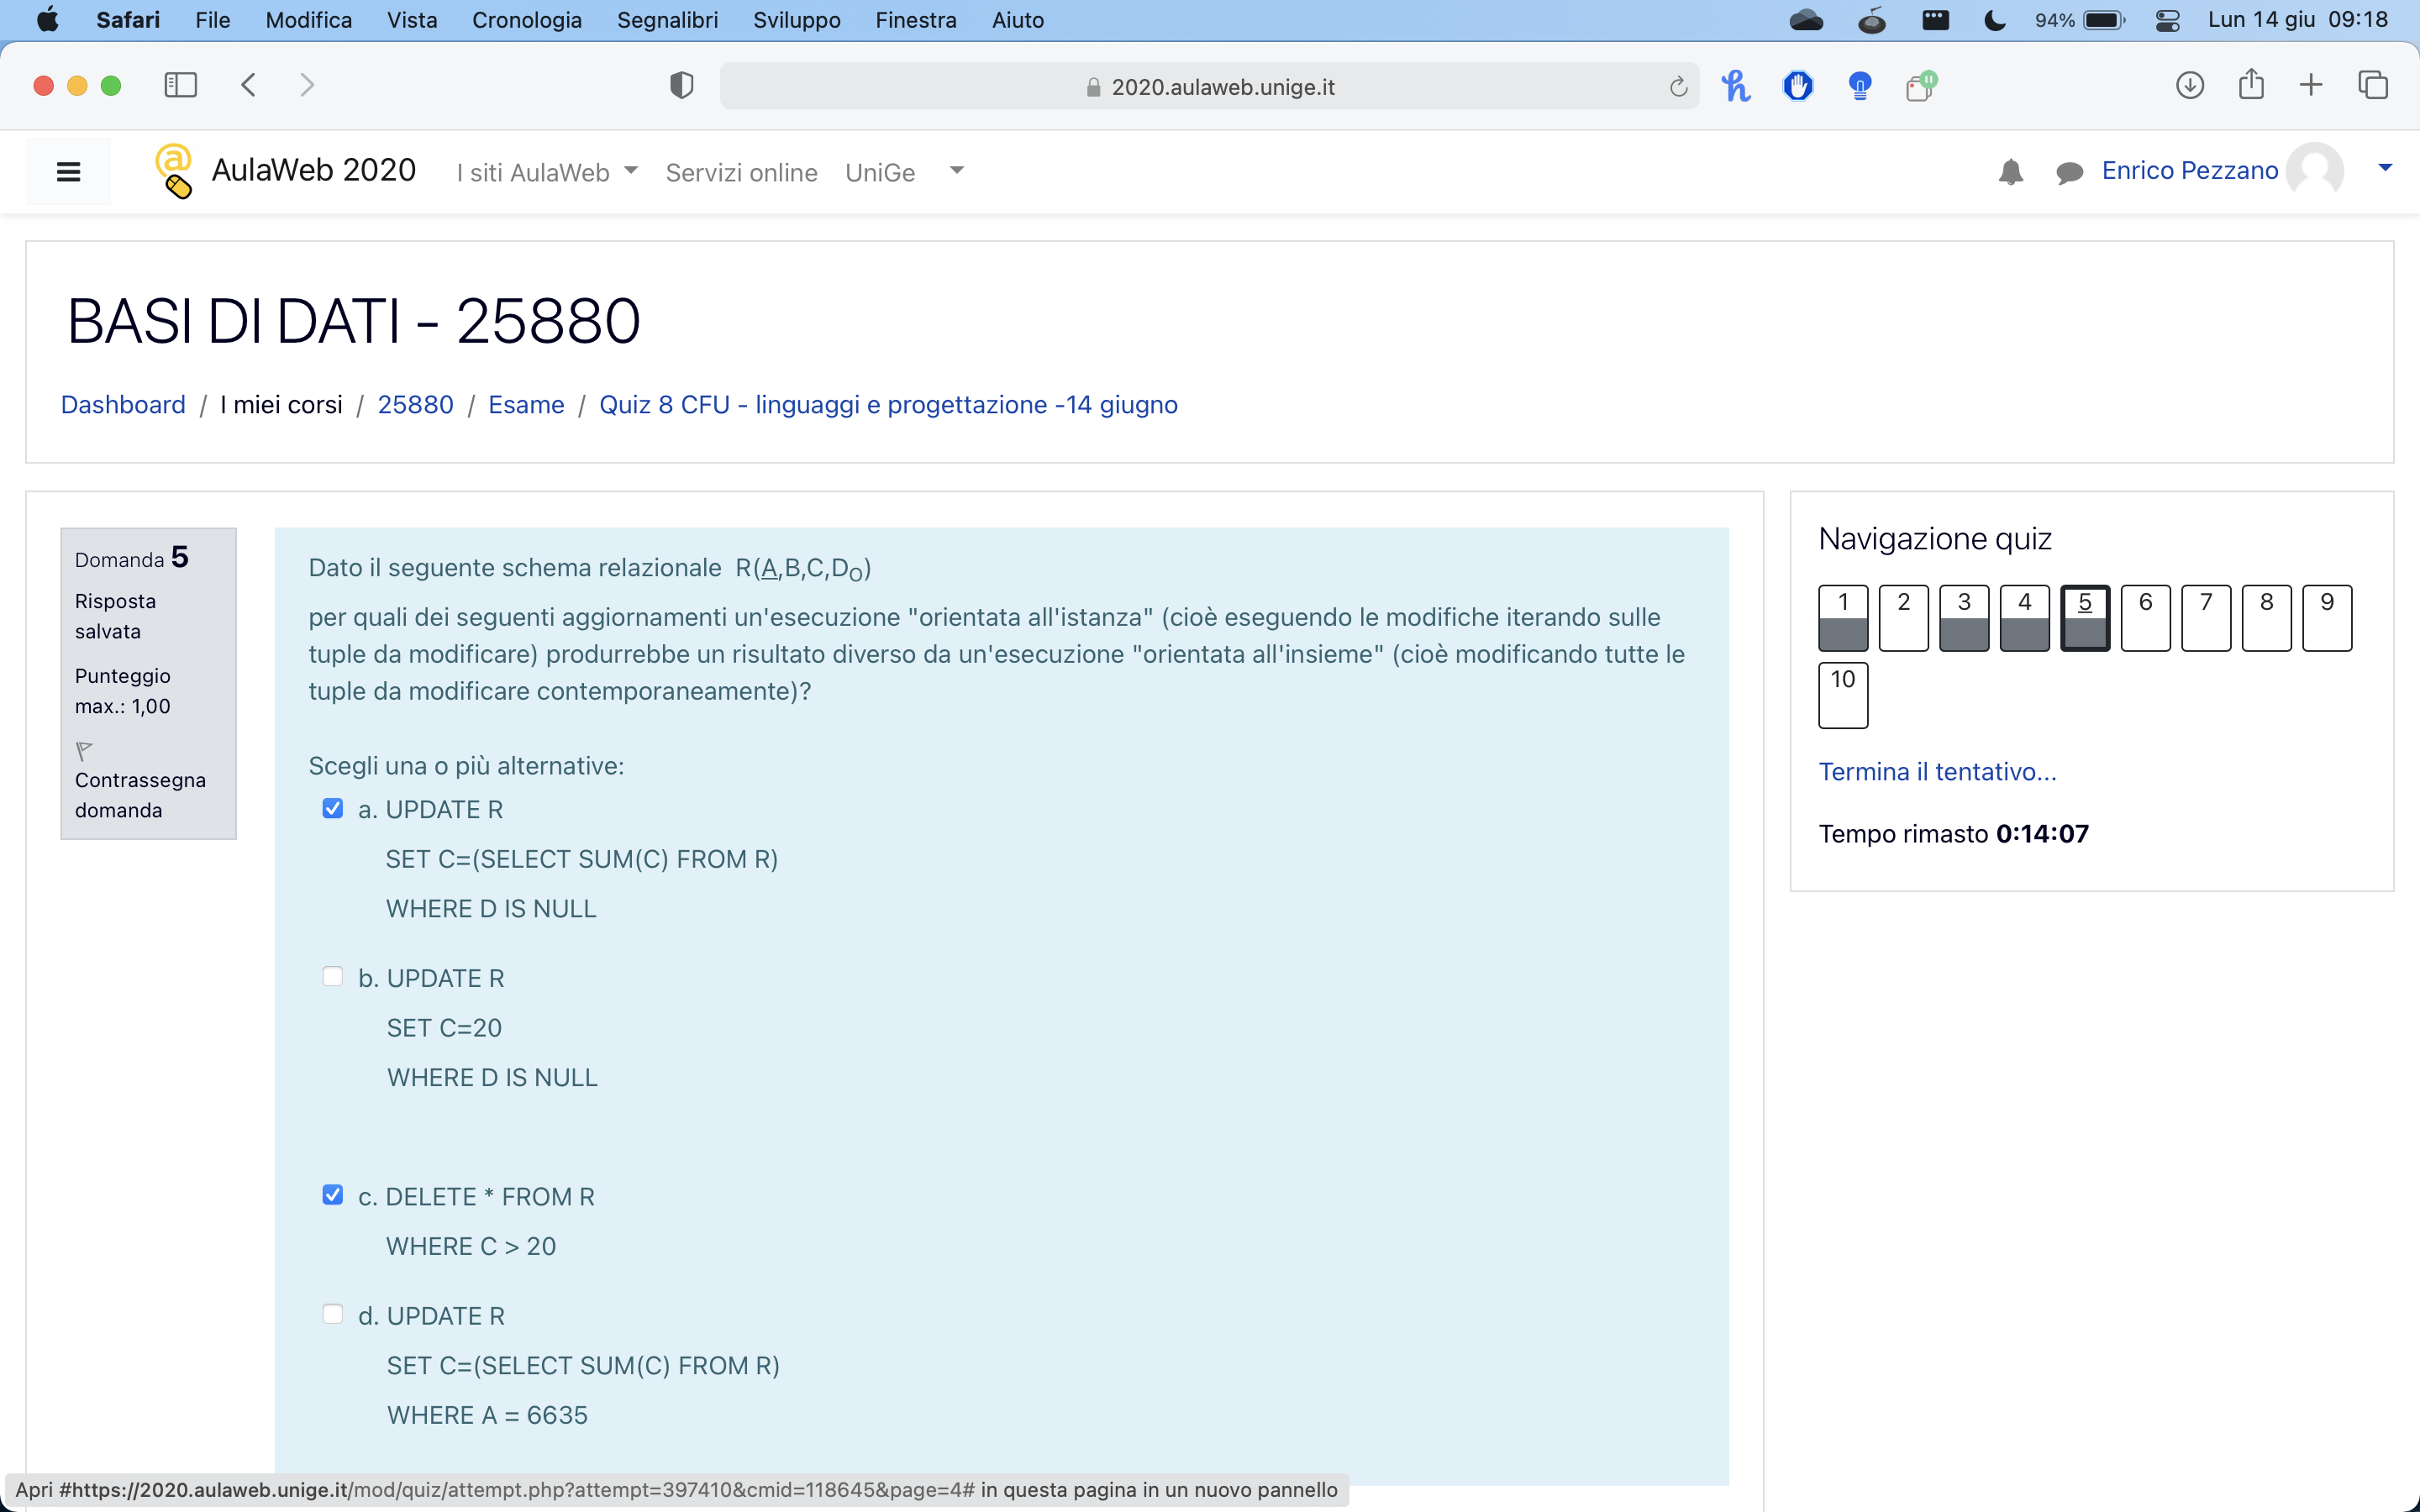 Safari File Modifica Vista Cronologia Segnalibri Sviluppo Finestra Aiuto 94% Lun 14 giu 09:18
2020.aulaweb.unige.it
AulaWeb 2020 I siti AulaWeb Servizi online UniGe Enrico Pezzano
BASI DI DATI - 25880
Dashboard / I miei corsi / 25880 / Esame / Quiz 8 CFU - linguaggi e progettazione -14 giugno
Domanda 5
Risposta
salvata
Punteggio
max.: 1,00
Contrassegna
domanda
Dato il seguente schema relazionale R(A,B,C,DO)
per quali dei seguenti aggiornamenti un'esecuzione "orientata all'istanza" (cioè eseguendo le modifiche iterando sulle
tuple da modificare) produrrebbe un risultato diverso da un'esecuzione "orientata all'insieme" (cioè modificando tutte le
tuple da modificare contemporaneamente)?
Scegli una o più alternative:
a. UPDATE R
SET C=(SELECT SUM(C) FROM R)
WHERE D IS NULL
b. UPDATE R
SET C=20
WHERE D IS NULL
c. DELETE * FROM R
WHERE C > 20
d. UPDATE R
SET C=(SELECT SUM(C) FROM R)
WHERE A = 6635
Navigazione quiz
1 2 3 4 5 6 7 8 9
10
Termina il tentativo...
Tempo rimasto 0:14:07
Apri #https://2020.aulaweb.unige.it/mod/quiz/attempt.php?attempt=397410&cmid=118645&page=4# in questa pagina in un nuovo pannello